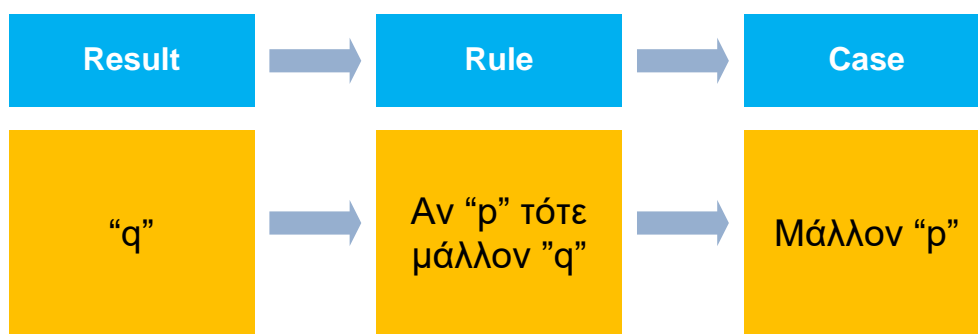 Result
Rule
Case
“q”
Αν “p” τότε
μάλλον ”q”
Μάλλον “p”